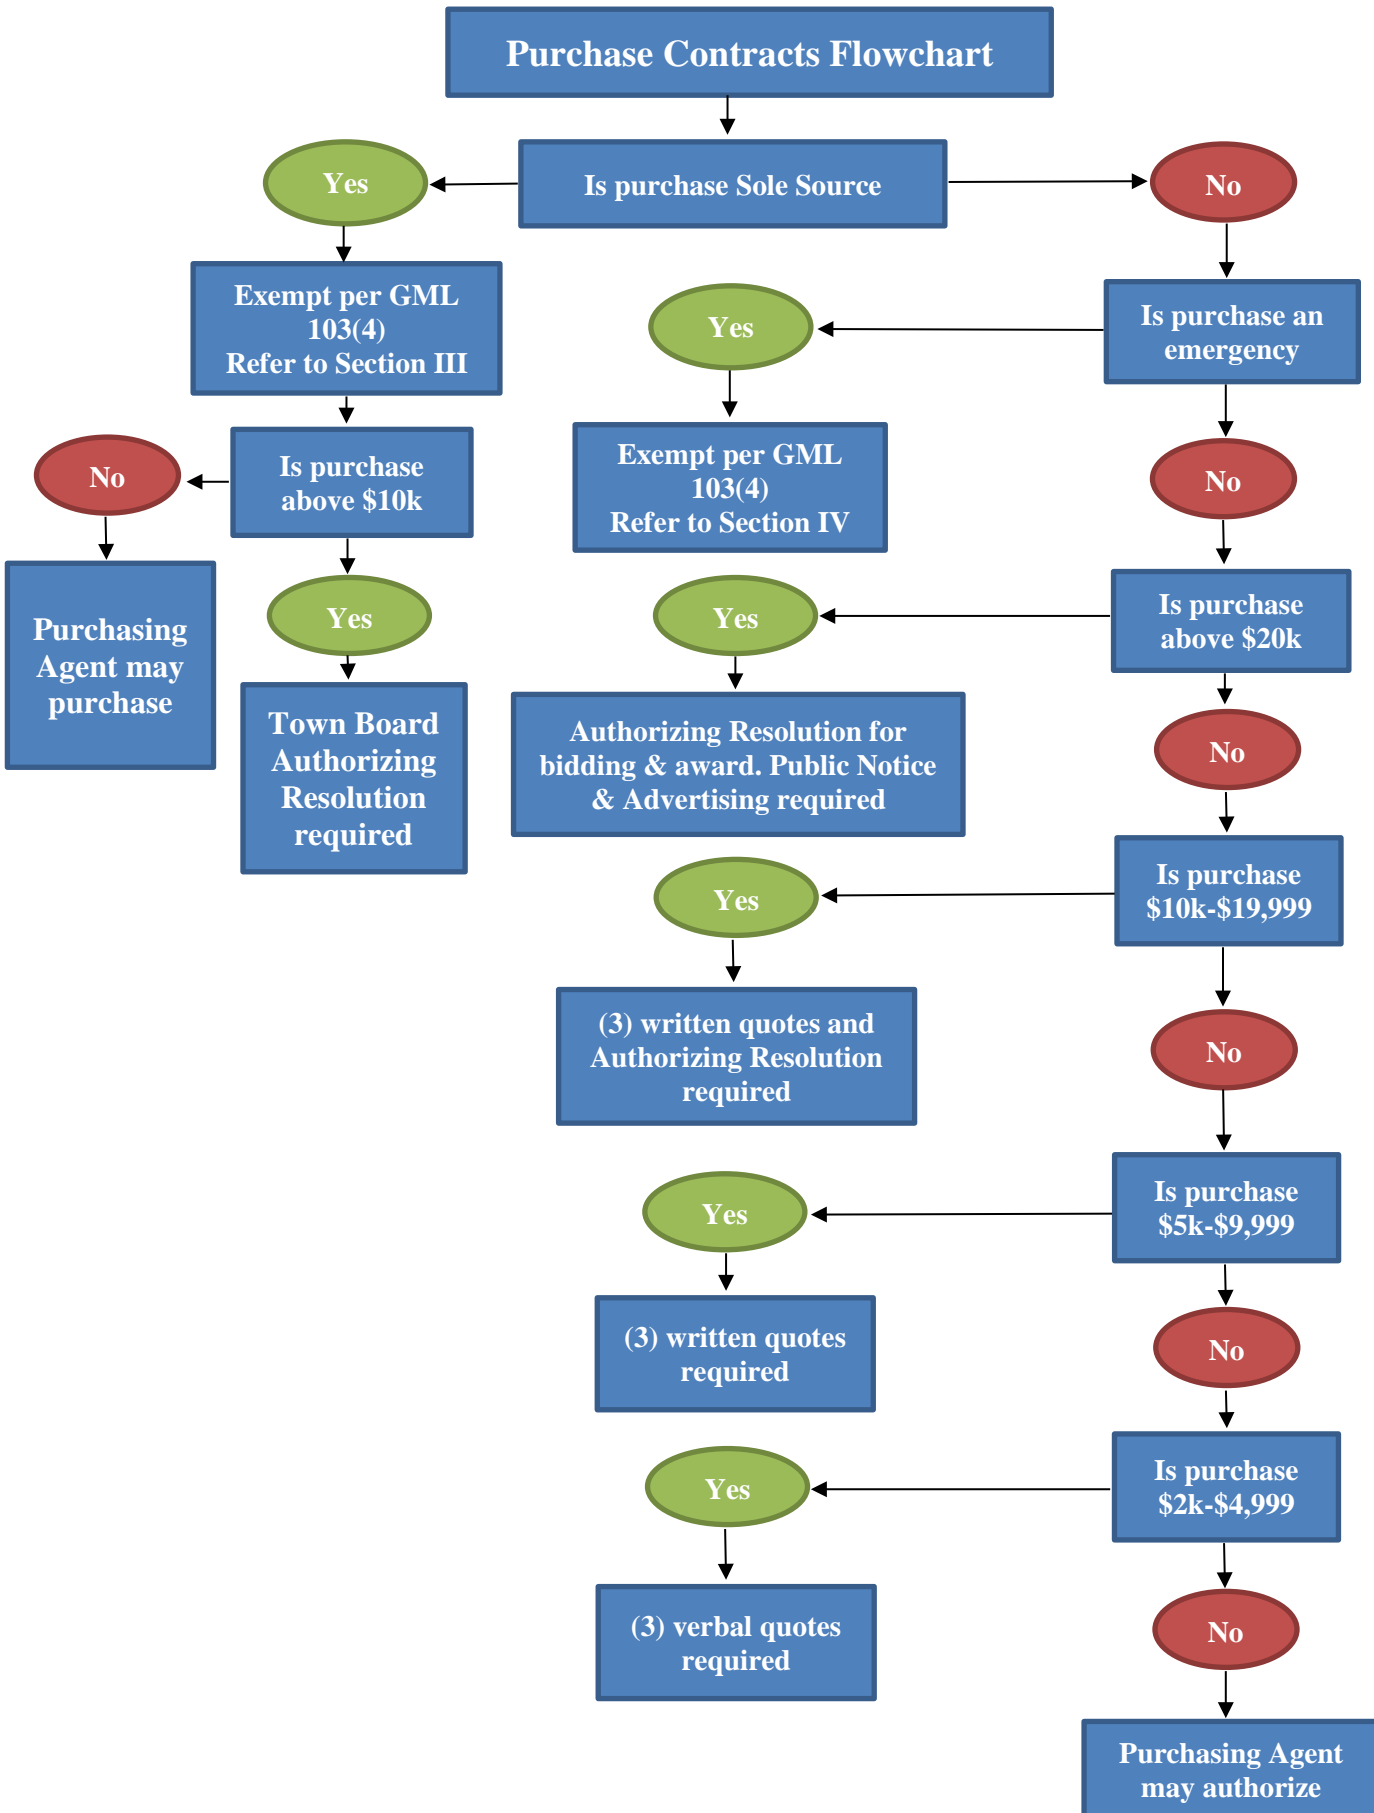 Purchase Contracts Flowchart
Yes
Is purchase Sole Source
No
Exempt per GML
103(4)
Refer to Section III
Yes
Is purchase an
emergency
No
Is purchase
above $10k
Exempt per GML
103(4)
Refer to Section IV
No
Purchasing
Agent may
purchase
Yes
Town Board
Authorizing
Resolution
required
Yes
Is purchase
above $20k
Authorizing Resolution for
bidding & award. Public Notice
& Advertising required
No
Yes
Is purchase
$10k-$19,999
(3) written quotes and
Authorizing Resolution
required
No
Yes
Is purchase
$5k-$9,999
(3) written quotes
required
No
Yes
Is purchase
$2k-$4,999
(3) verbal quotes
required
No
Purchasing Agent
may authorize